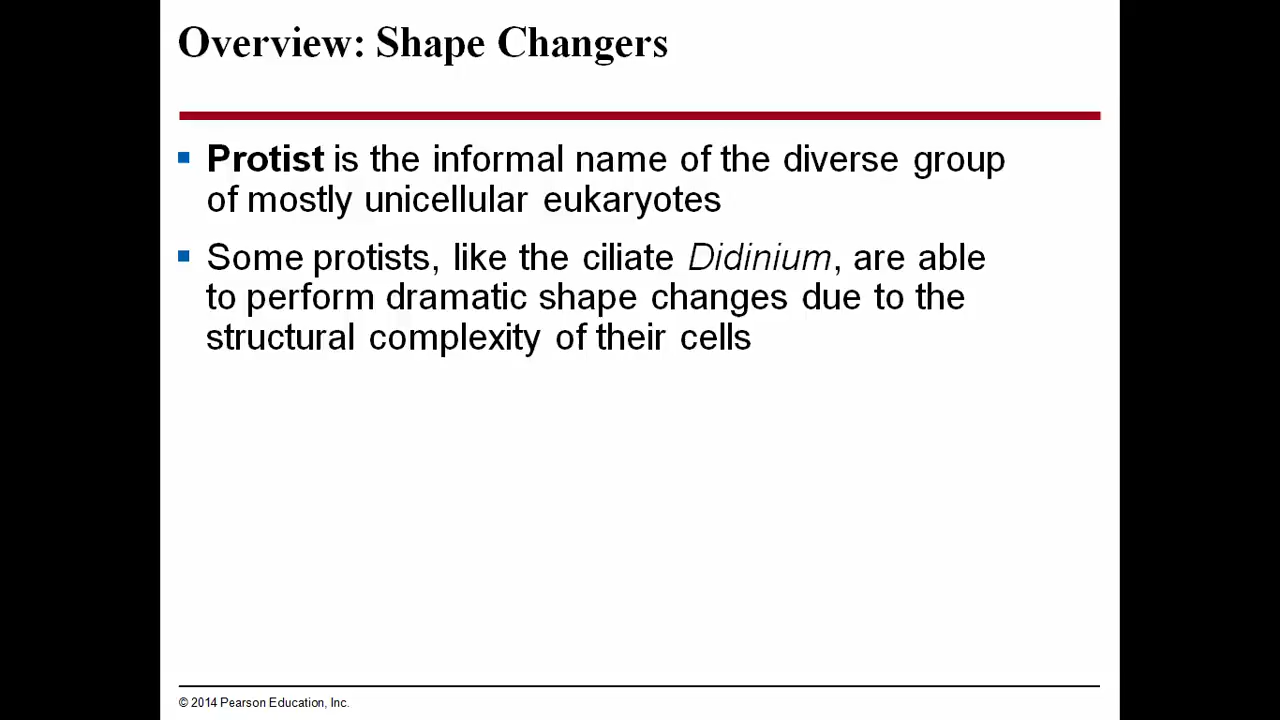 Overview: Shape Changers
Protist is the informal name of the diverse group
of mostly unicellular eukaryotes
Some protists, like the ciliate Didinium, are able
to perform dramatic shape changes due to the
structural complexity of their cells
© 2014 Pearson Education, Inc.